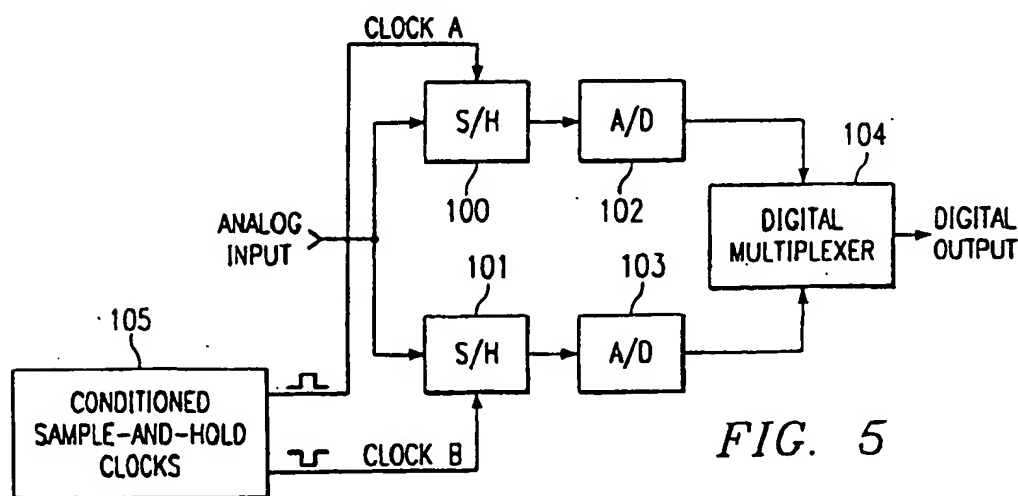 CLOCK A
S/H
A/D
100
102
104
ANALOG
INPUT
DIGITAL
MULTIPLEXER
DIGITAL
OUTPUT
101
103
S/H
A/D
105
CONDITIONED
SAMPLE-AND-HOLD
CLOCKS
CLOCK B
FIG. 5